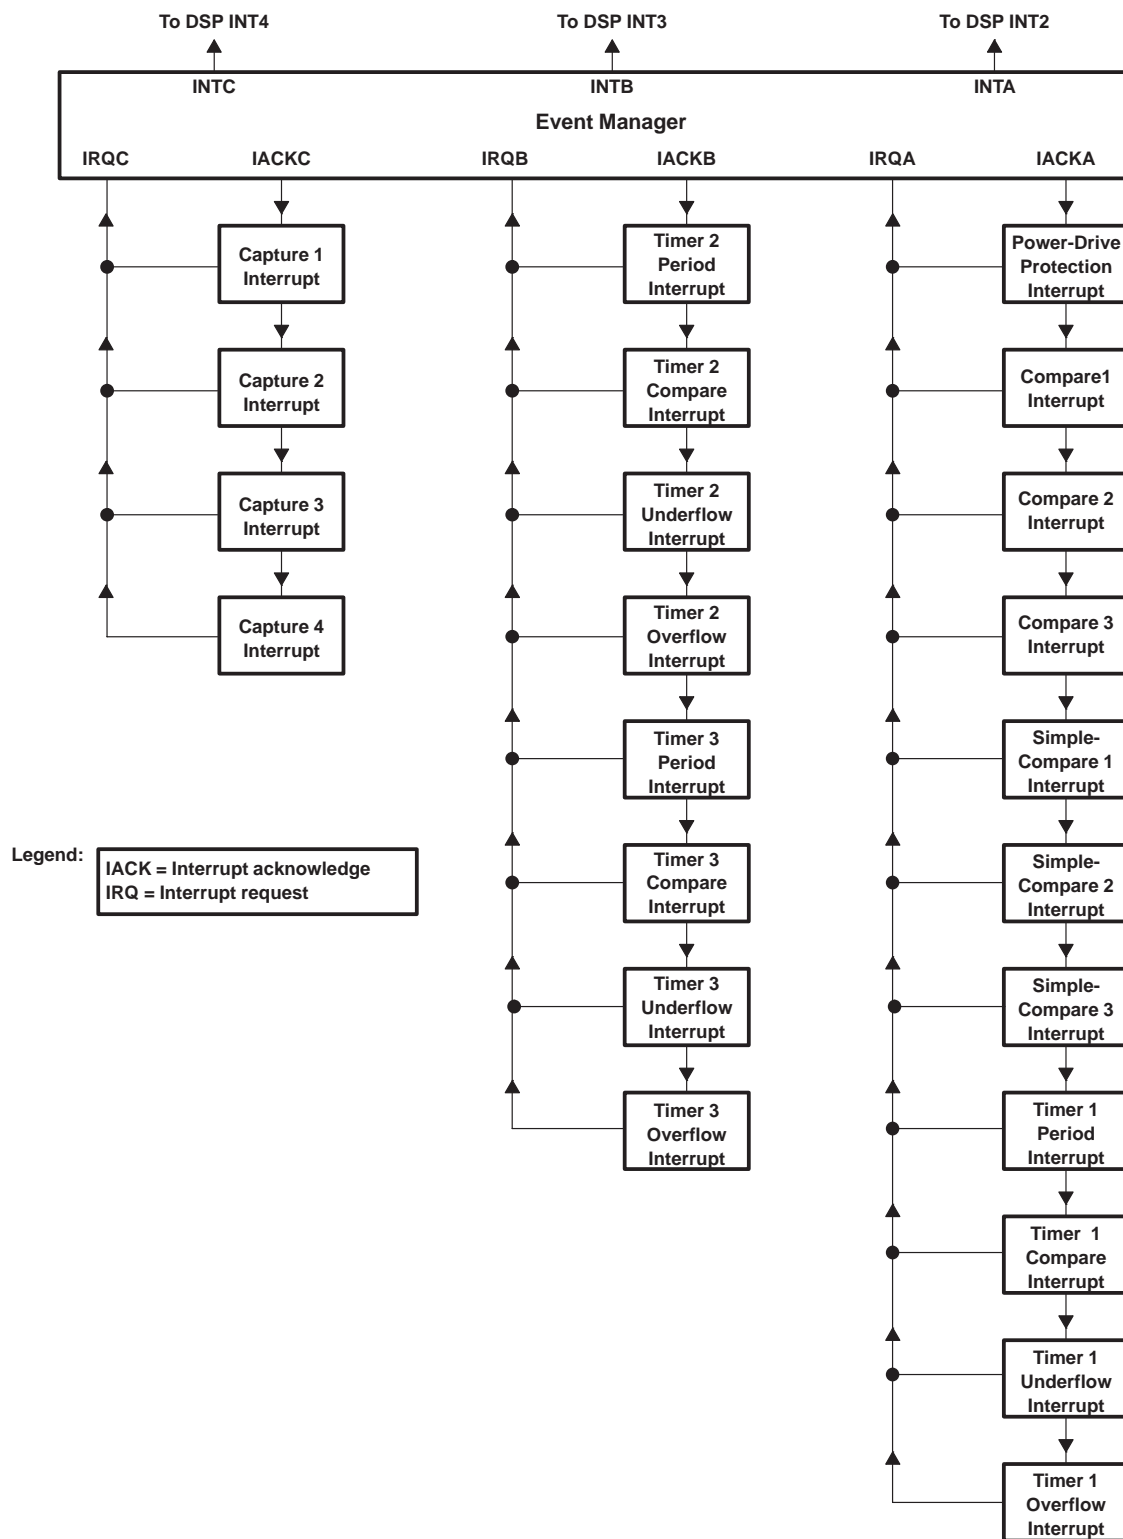 To DSP INT4
To DSP INT3
To DSP INT2
INTC
INTB
INTA
Event Manager
IRQC
IACKC
IRQB
IACKB
IRQA
IACKA
Capture 1
Interrupt
Capture 2
Interrupt
Capture 3
Interrupt
Capture 4
Interrupt
Timer 2
Period
Interrupt
Timer 2
Compare
Interrupt
Timer 2
Underflow
Interrupt
Timer 2
Overflow
Interrupt
Timer 3
Period
Interrupt
Timer 3
Compare
Interrupt
Timer 3
Underflow
Interrupt
Timer 3
Overflow
Interrupt
Power-Drive
Protection
Interrupt
Compare1
Interrupt
Compare 2
Interrupt
Compare 3
Interrupt
Simple-
Compare 1
Interrupt
Simple-
Compare 2
Interrupt
Simple-
Compare 3
Interrupt
Timer 1
Period
Interrupt
Timer 1
Compare
Interrupt
Timer 1
Underflow
Interrupt
Timer 1
Overflow
Interrupt
Legend:
IACK = Interrupt acknowledge
IRQ = Interrupt request